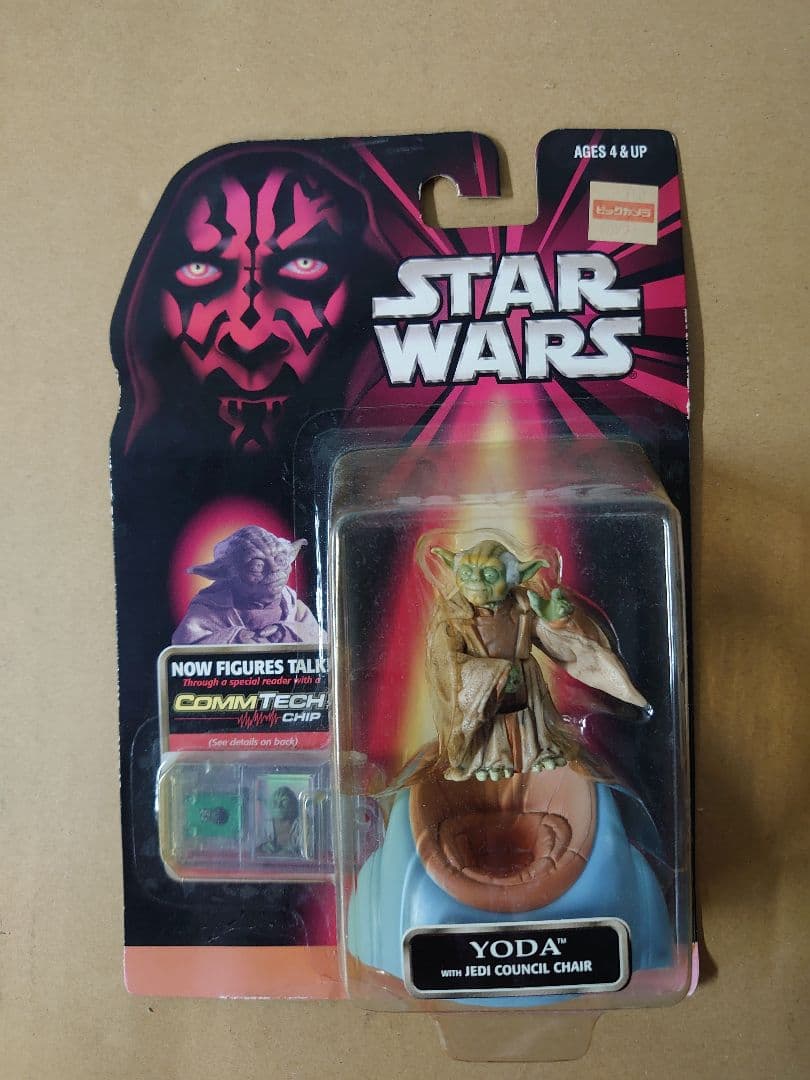 AGES 4 & UP
ビックカメラ
STAR
WARS
NOW FIGURES TALK
Through a special reader with a
COMMTECH
CHIP
(See details on back)
YODA™
WITH JEDI COUNCIL CHAIR